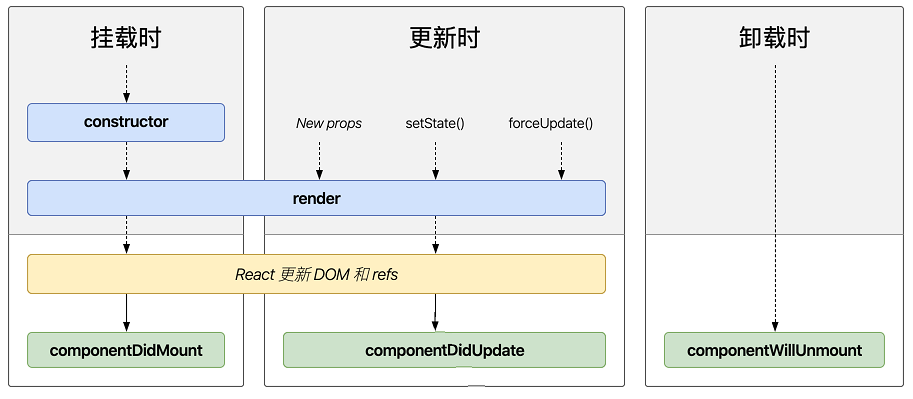 挂载时
更新时
卸载时
constructor
New props
setState()
forceUpdate()
render
React 更新 DOM 和 refs
componentDidMount
componentDidUpdate
componentWillUnmount